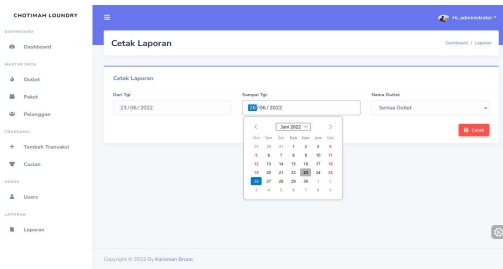 CHOTIMAH LOUNDRY
Hi, administrator
DASHBOARD
Dashboard
MASTER DATA
Outlet
Paket
Pelanggan
TRANSAKSI
Tambah Transaksi
Cucian
USERS
Users
LAPORAN
Laporan
Cetak Laporan
Dashboard / Laporan
Cetak Laporan
Dari Tgl
Sampai Tgl
Nama Outlet
23/06/2022
26/06/2022
Semua Outlet
Cetak
Juni 2022
Min Sen Sel Rab Kam Jum Sab
29 30 31 1 2 3 4
5 6 7 8 9 10 11
12 13 14 15 16 17 18
19 20 21 22 23 24 25
26 27 28 29 30 1 2
3 4 5 6 7 8 9
Copyright © 2022 By Karisman Bruna